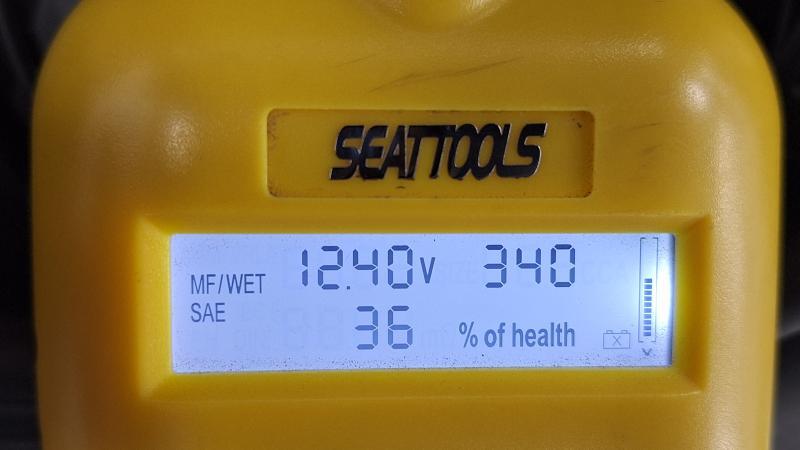 SEATTOOLS
MF/WET 12.40V 340
SAE 36 % of health